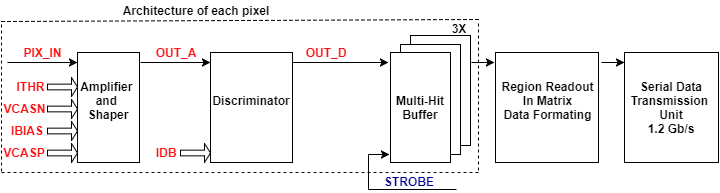 Architecture of each pixel
PIX_IN
OUT_A
OUT_D
3X
ITHR
VCASN
IBIAS
VCASP
Amplifier
and
Shaper
IDB
Discriminator
Multi-Hit
Buffer
STROBE
Region Readout
In Matrix
Data Formating
Serial Data
Transmission
Unit
1.2 Gb/s